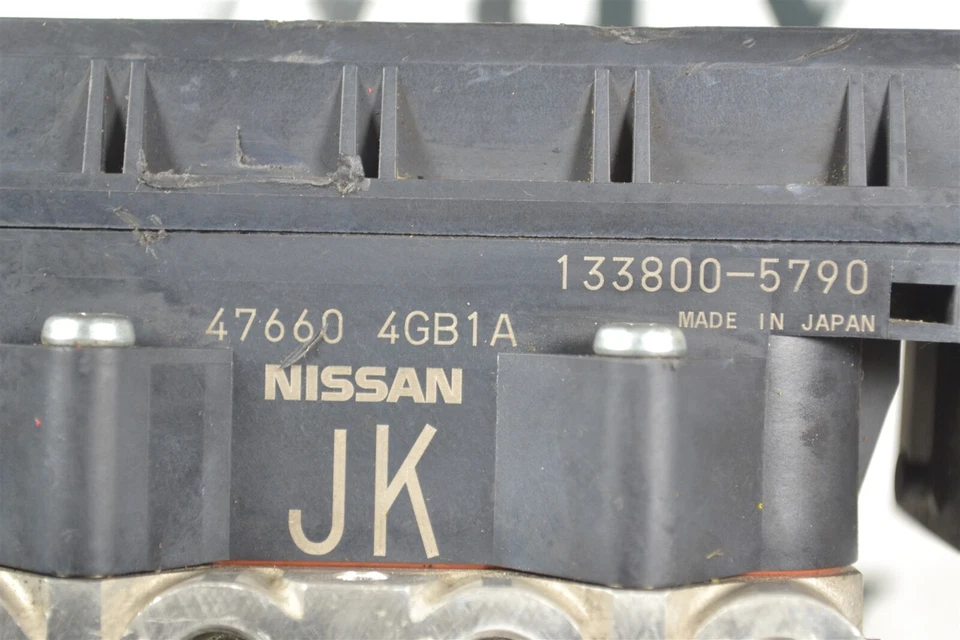 133800-5790
47660 4GB1A
MADE IN JAPAN
NISSAN
JK